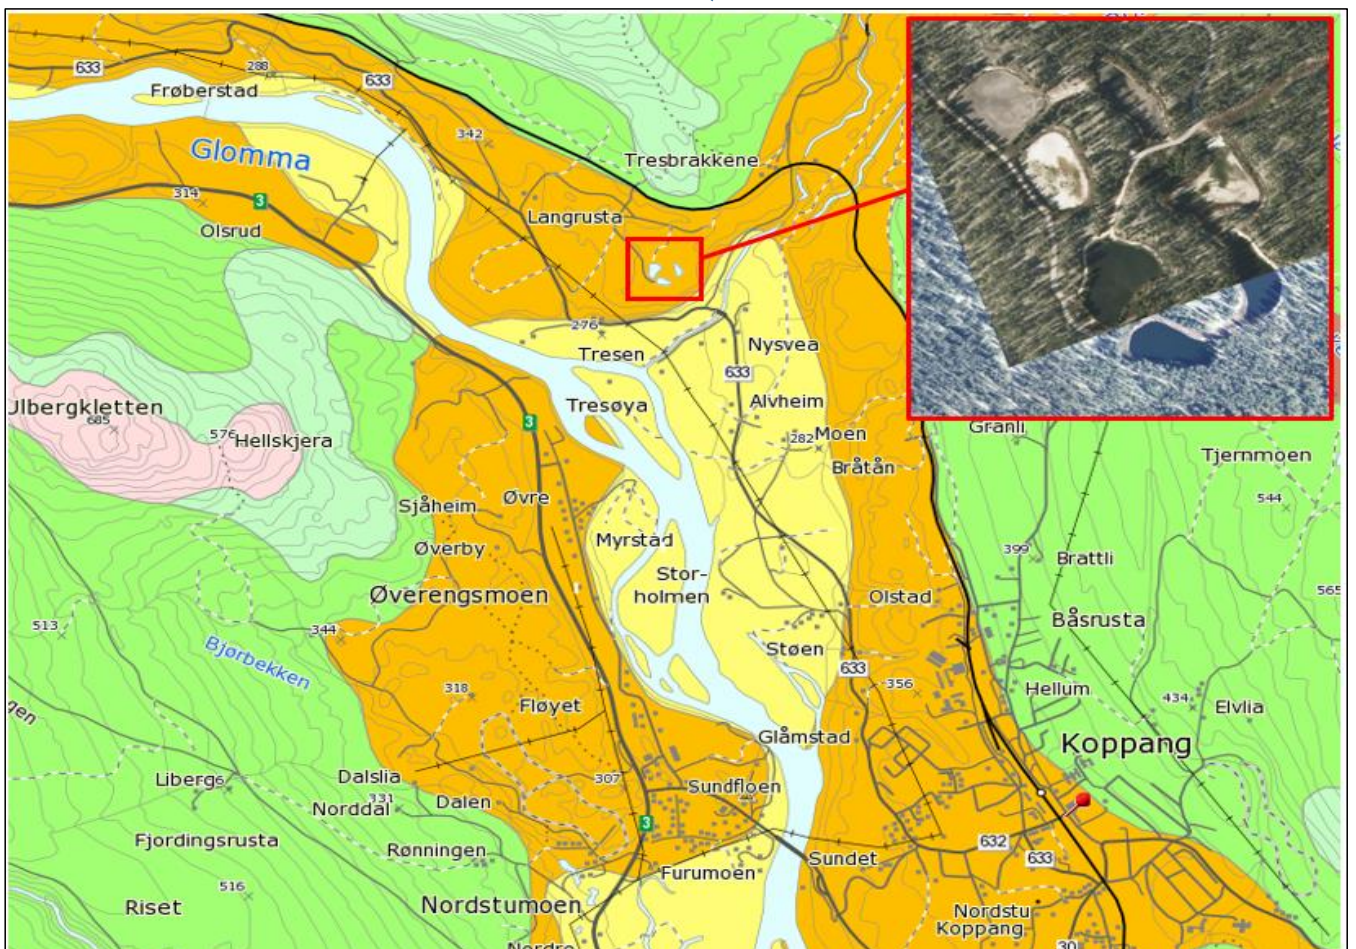 633
288
633
Frøberstad
342
Glomma
Tresbrakkene
314
3
Langrusta
Olsrud
276
Nysvea
Tresen
633
Tresøya
Alvheim
Ulbergkletten
685
576
Hellskjera
3
282
Moen
Granli
Bråtån
Tjernmoen
Sjåheim
Øvre
544
Myrstad
Øverby
399
Brattli
Stor-
holmen
Øverengsmoen
Olstad
565
513
344
Båsrusta
Bjørbekken
Støen
633
318
356
Hellum
434
Elvlia
Fløyet
Glåmstad
Koppang
Liberg
Dalslia
307
Sundfloen
Norddal
331
Dalen
3
Fjordingsrusta
Rønningen
632
633
Sundet
Furumoen
516
Riset
Nordstumoen
Nordstu
Koppang
Nordre
30